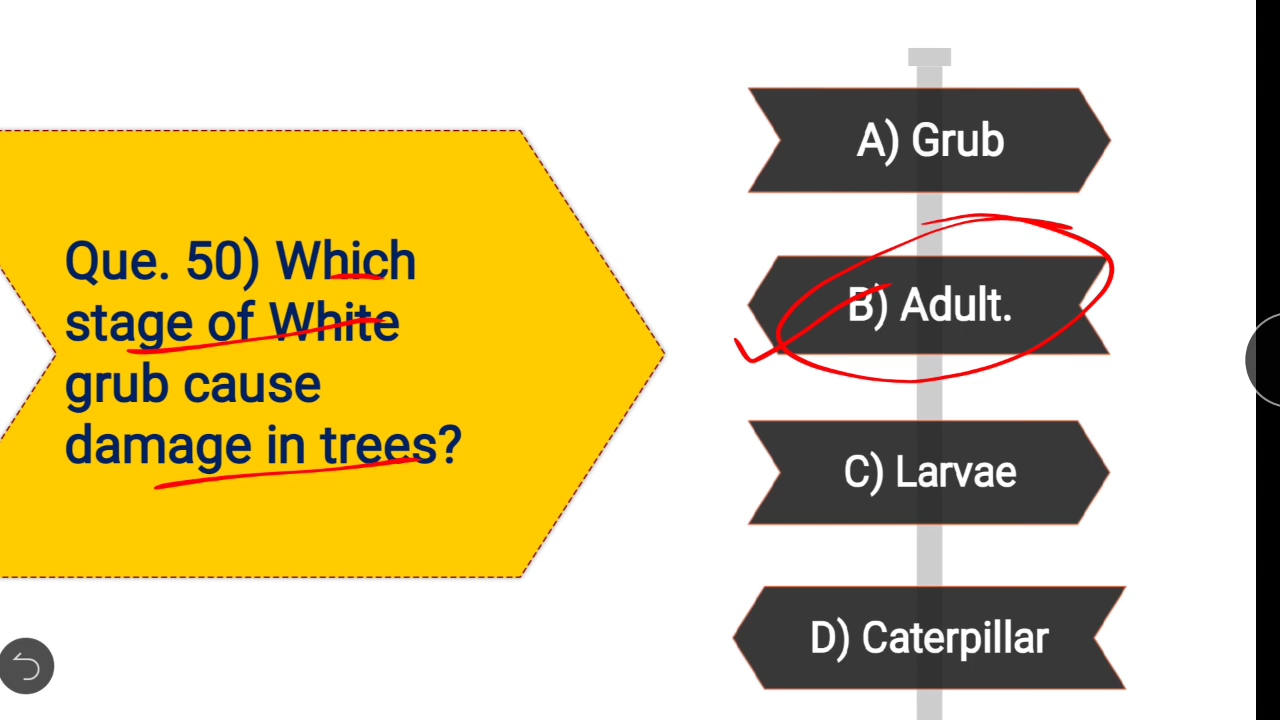 Que. 50) Which
stage of White
grub cause
damage in trees?
A) Grub
B) Adult.
C) Larvae
D) Caterpillar